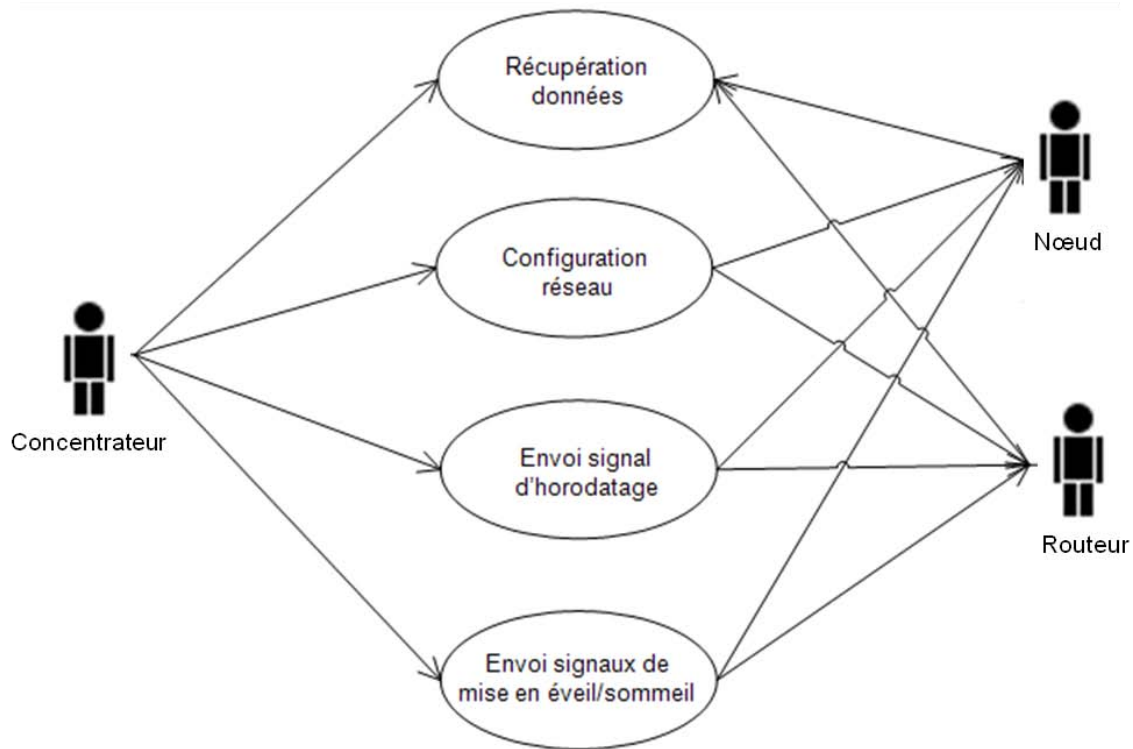 Récupération
données
Nœud
Configuration
réseau
Concentrateur
Envoi signal
d'horodatage
Routeur
Envoi signaux de
mise en éveil/sommeil